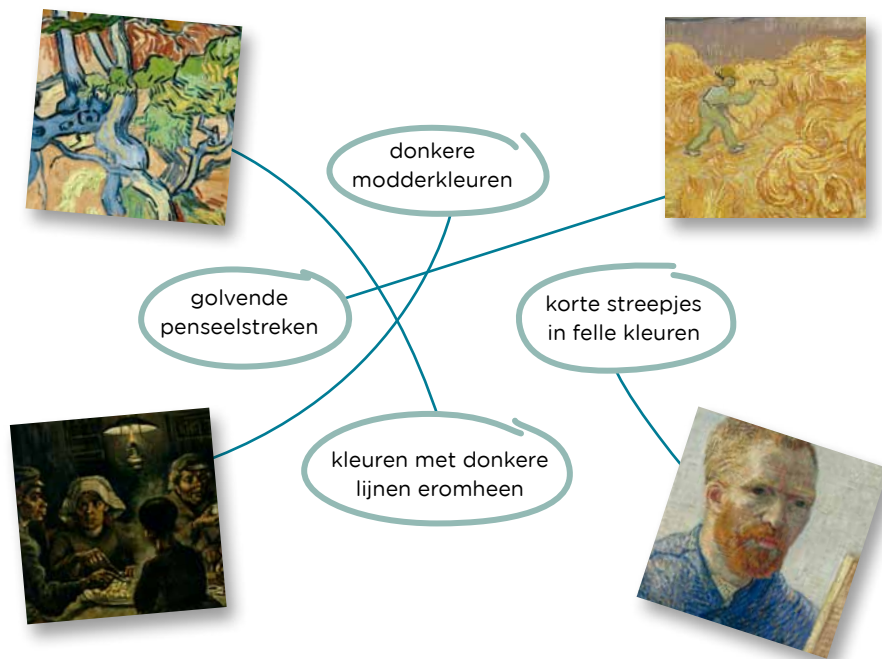 donkere
modderkleuren
golvende
penseelstreken
korte streepjes
in felle kleuren
kleuren met donkere
lijnen eromheen